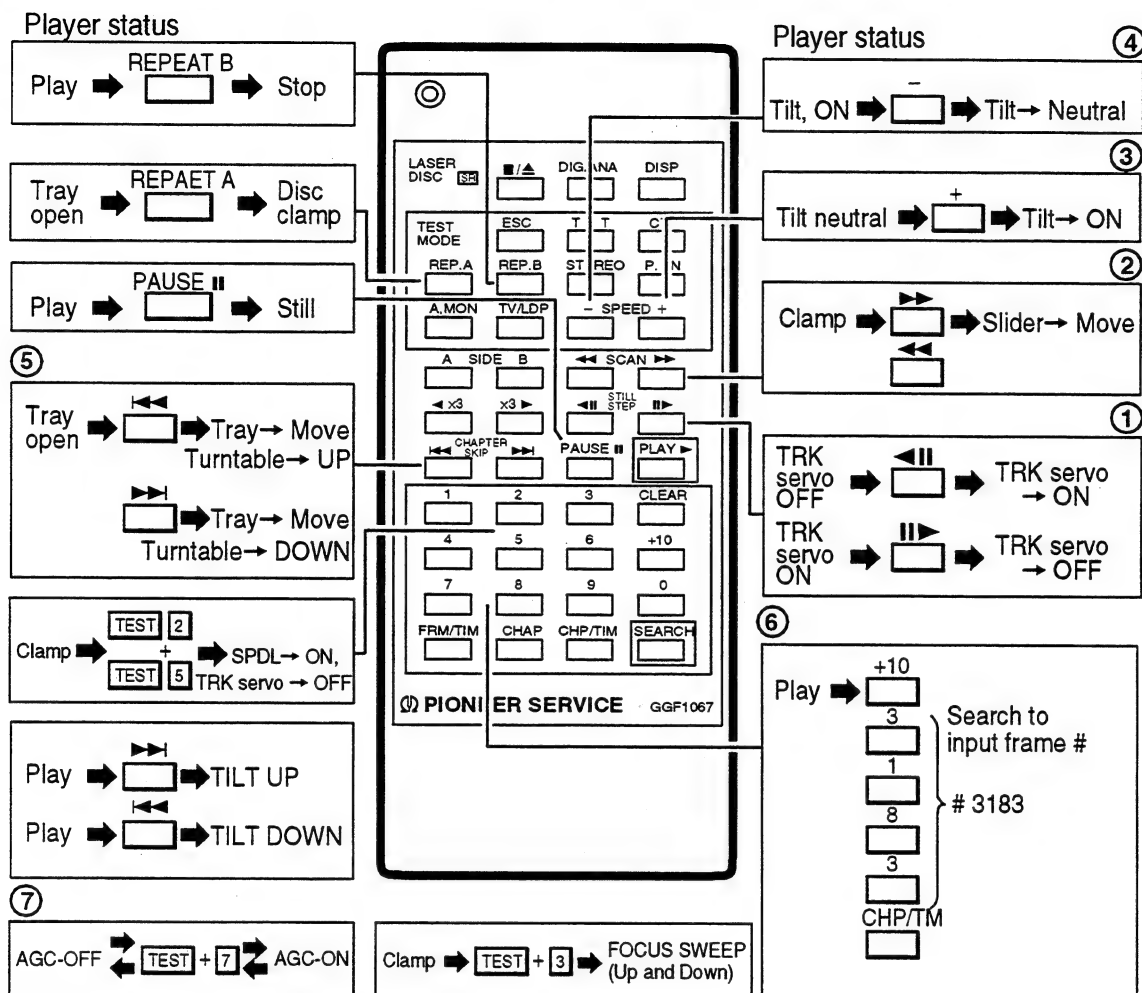 Player status
REPEAT B
Play Stop
REPAET A
Tray open Disc clamp
PAUSE II
Play Still
5
Tray open Tray→ Move
Turntable→ UP
Tray→ Move
Turntable→ DOWN
TEST 2
Clamp + SPDL→ ON,
TEST 5 TRK servo → OFF
Play TILT UP
Play TILT DOWN
7
AGC-OFF TEST + 7 AGC-ON
LASER DISC SR DISP
TEST MODE ESC
REP.A REP.B
A.MON TV/LDP − SPEED +
A SIDE B ◄◄ SCAN ►►
◄ x3 x3 ► ◄II STILL STEP II►
CHAPTER SKIP PAUSE II PLAY ►
1 2 3 CLEAR
4 5 6 +10
7 8 9 0
FRM/TIM CHAP CHP/TIM SEARCH
SERVICE GGF1067
Clamp TEST + 3 FOCUS SWEEP
(Up and Down)
Player status
4
−
Tilt, ON Tilt→ Neutral
3
+
Tilt neutral Tilt→ ON
2
Clamp Slider→ Move
1
TRK servo OFF TRK servo → ON
TRK servo ON TRK servo → OFF
6
+10
Play
3 Search to
input frame #
1
# 3183
8
3
CHP/TM